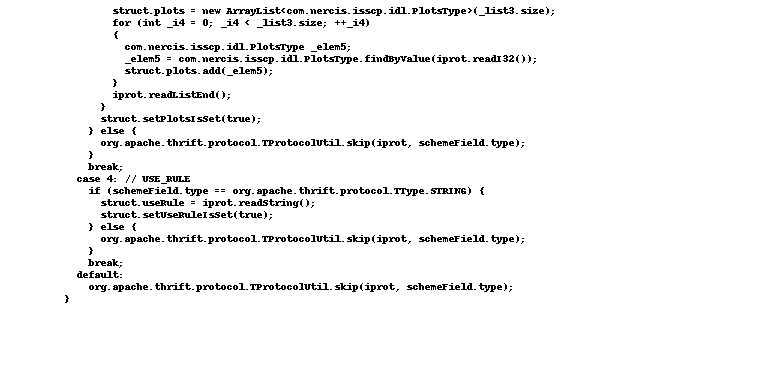 struct.plots = new ArrayList<com.nercis.isscp.idl.PlotsType>(_list3.size);
for (int _i4 = 0; _i4 < _list3.size; ++_i4)
{
com.nercis.isscp.idl.PlotsType _elem5;
_elem5 = com.nercis.isscp.idl.PlotsType.findByValue(iprot.readI32());
struct.plots.add(_elem5);
}
iprot.readListEnd();
}
struct.setPlotsIsSet(true);
} else {
org.apache.thrift.protocol.TProtocolUtil.skip(iprot, schemeField.type);
}
break;
case 4: // USE_RULE
if (schemeField.type == org.apache.thrift.protocol.TType.STRING) {
struct.useRule = iprot.readString();
struct.setUseRuleIsSet(true);
} else {
org.apache.thrift.protocol.TProtocolUtil.skip(iprot, schemeField.type);
}
break;
default:
org.apache.thrift.protocol.TProtocolUtil.skip(iprot, schemeField.type);
}